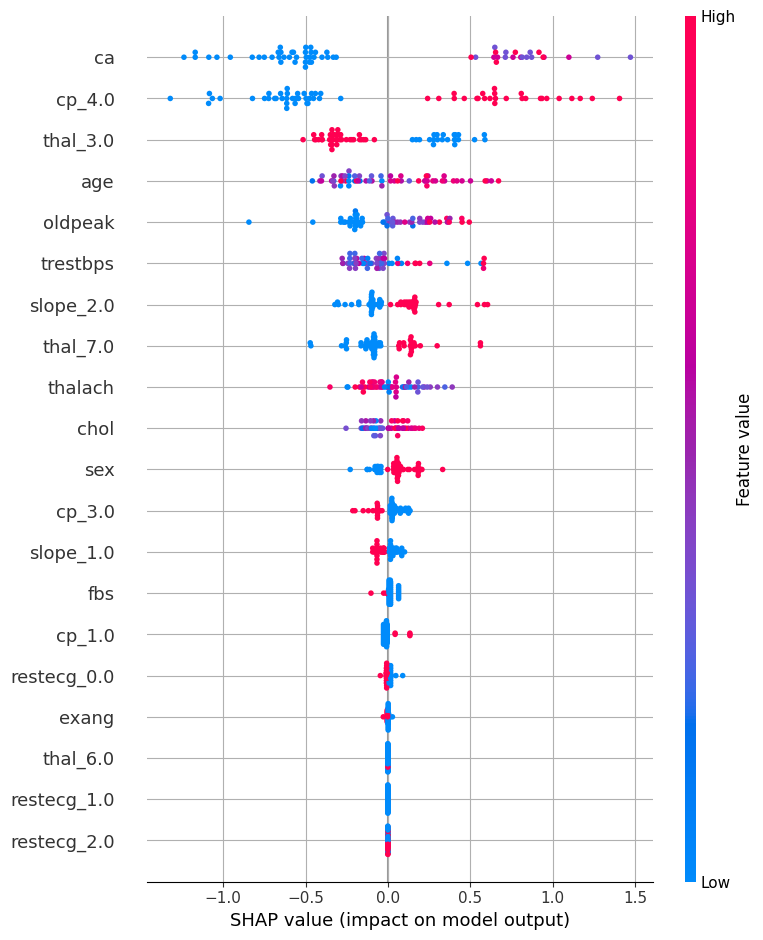 High
ca
cp_4.0
thal_3.0
age
oldpeak
trestbps
slope_2.0
thal_7.0
thalach
chol
sex
cp_3.0
slope_1.0
fbs
cp_1.0
restecg_0.0
exang
thal_6.0
restecg_1.0
restecg_2.0
Feature value
Low
−1.0 −0.5 0.0 0.5 1.0 1.5
SHAP value (impact on model output)